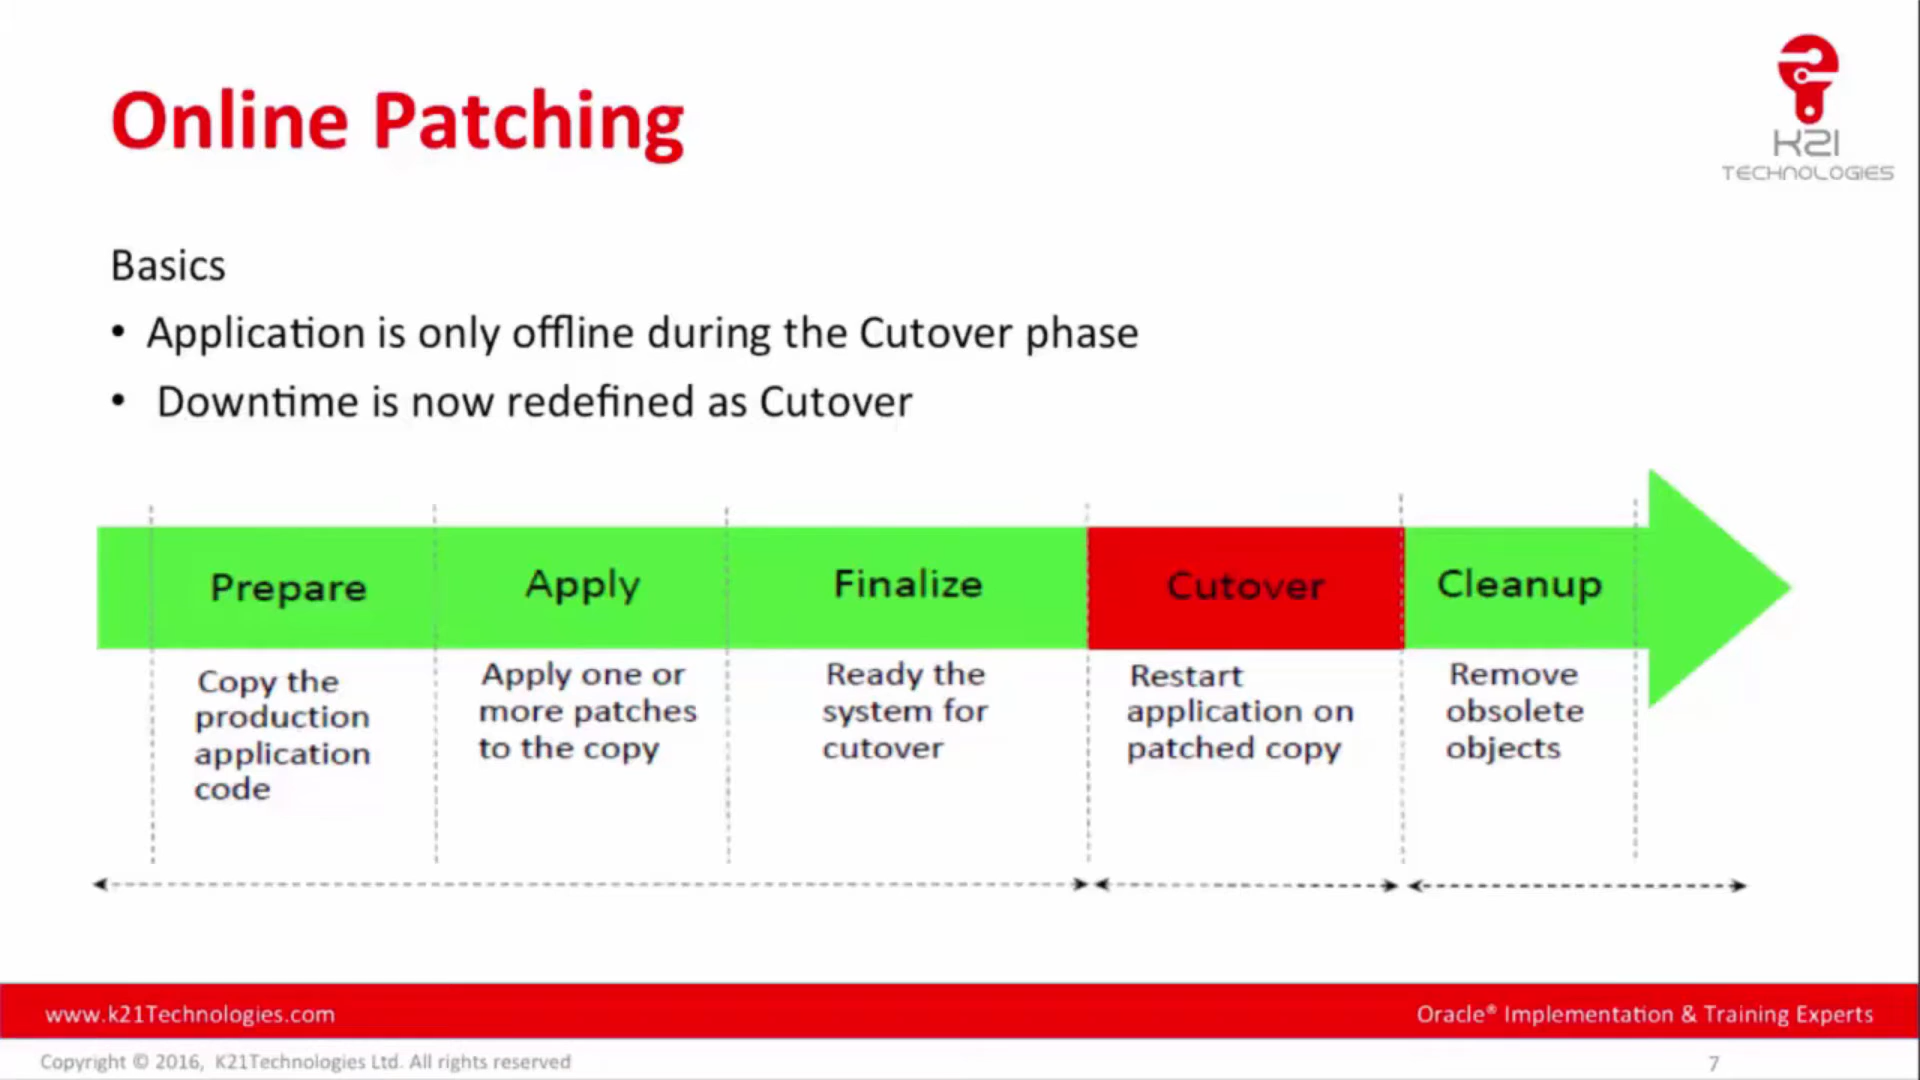 Online Patching
K21
TECHNOLOGIES
Basics
• Application is only offline during the Cutover phase
• Downtime is now redefined as Cutover
Prepare
Apply
Finalize
Cutover
Cleanup
Copy the
production
application
code
Apply one or
more patches
to the copy
Ready the
system for
cutover
Restart
application on
patched copy
Remove
obsolete
objects
www.k21Technologies.com
Oracle® Implementation & Training Experts
Copyright © 2016, K21Technologies Ltd. All rights reserved
7